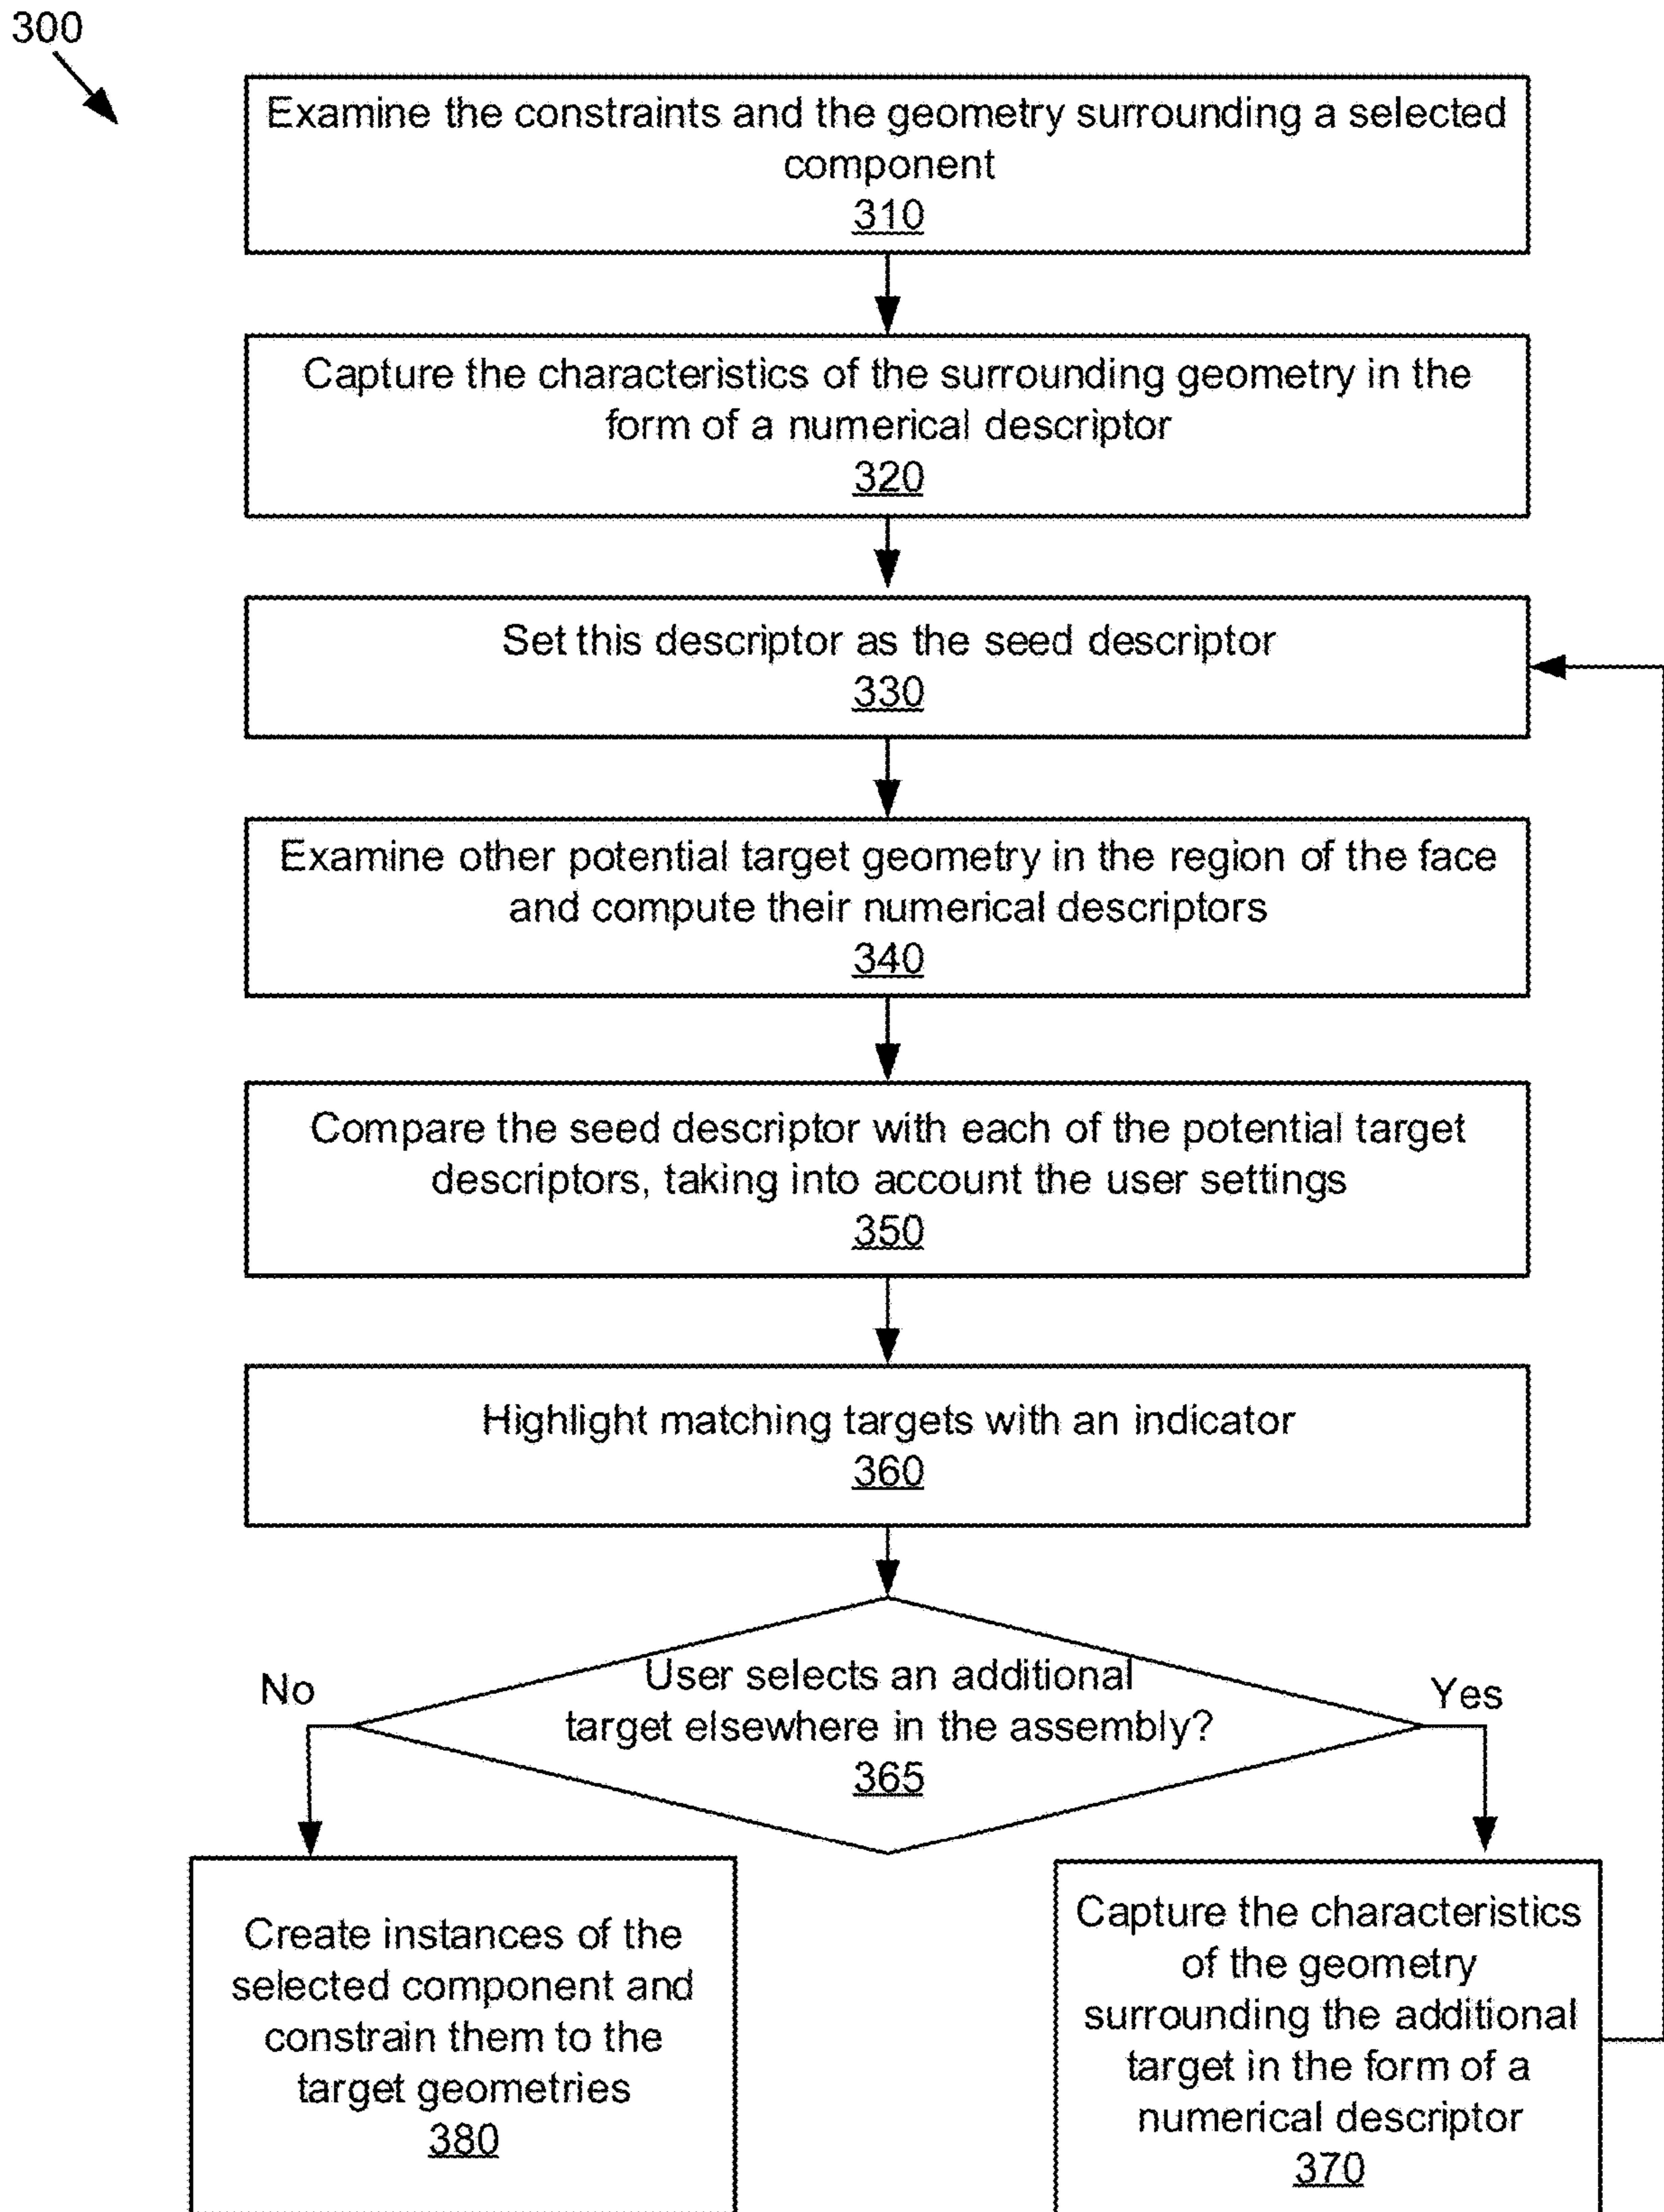 300
Examine the constraints and the geometry surrounding a selected
component
310
Capture the characteristics of the surrounding geometry in the
form of a numerical descriptor
320
Set this descriptor as the seed descriptor
330
Examine other potential target geometry in the region of the face
and compute their numerical descriptors
340
Compare the seed descriptor with each of the potential target
descriptors, taking into account the user settings
350
Highlight matching targets with an indicator
360
User selects an additional
target elsewhere in the assembly?
365
No
Yes
Create instances of the
selected component and
constrain them to the
target geometries
380
Capture the characteristics
of the geometry
surrounding the additional
target in the form of a
numerical descriptor
370